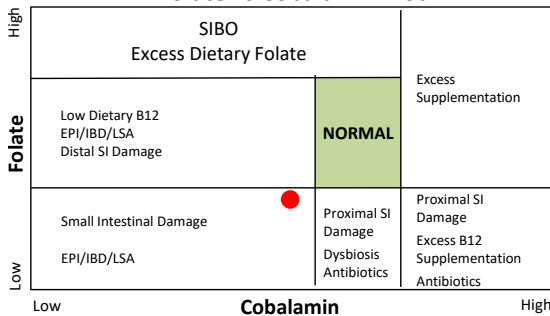 High
SIBO
Excess Dietary Folate
Excess
Supplementation
Low Dietary B12
EPI/IBD/LSA
Distal SI Damage
NORMAL
Folate
Small Intestinal Damage
EPI/IBD/LSA
Proximal SI
Damage
Dysbiosis
Antibiotics
Proximal SI
Damage
Excess B12
Supplementation
Antibiotics
Low
Low
Cobalamin
High